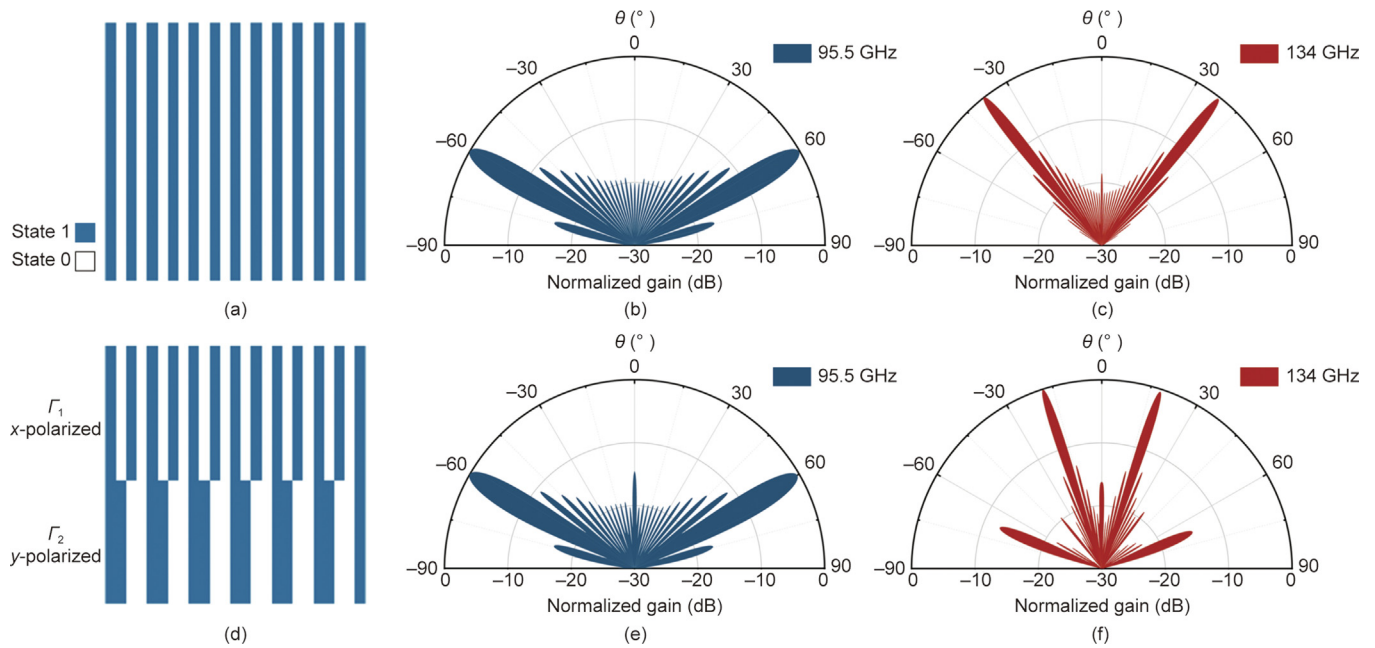 θ (°)
0
–30
30
–60
60
–90
90
95.5 GHz
0
–10
–20
–30
–20
–10
0
Normalized gain (dB)
θ (°)
0
–30
30
–60
60
–90
90
134 GHz
0
–10
–20
–30
–20
–10
0
Normalized gain (dB)
State 1
State 0
(a)
(b)
(c)
Γ1
x-polarized
Γ2
y-polarized
θ (°)
0
–30
30
–60
60
–90
90
95.5 GHz
0
–10
–20
–30
–20
–10
0
Normalized gain (dB)
θ (°)
0
–30
30
–60
60
–90
90
134 GHz
0
–10
–20
–30
–20
–10
0
Normalized gain (dB)
(d)
(e)
(f)